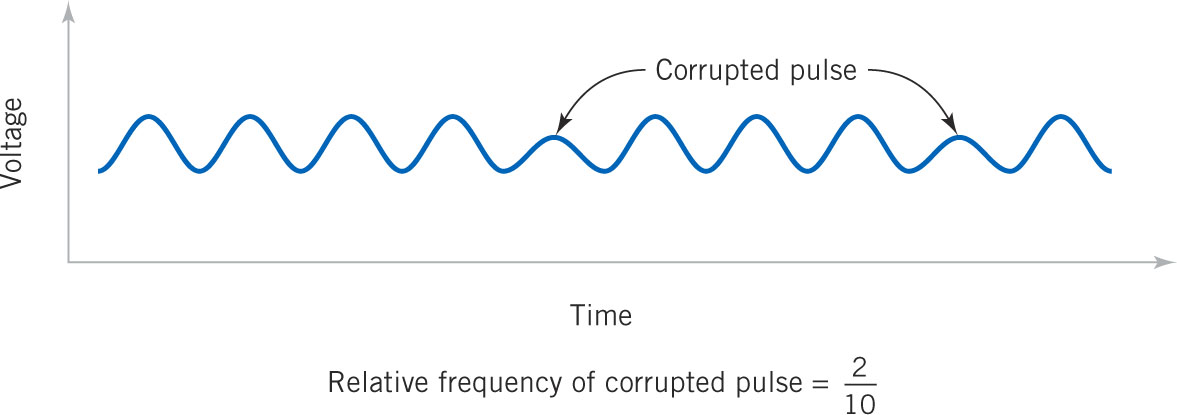 Corrupted pulse
Voltage
Time
Relative frequency of corrupted pulse = 2/10